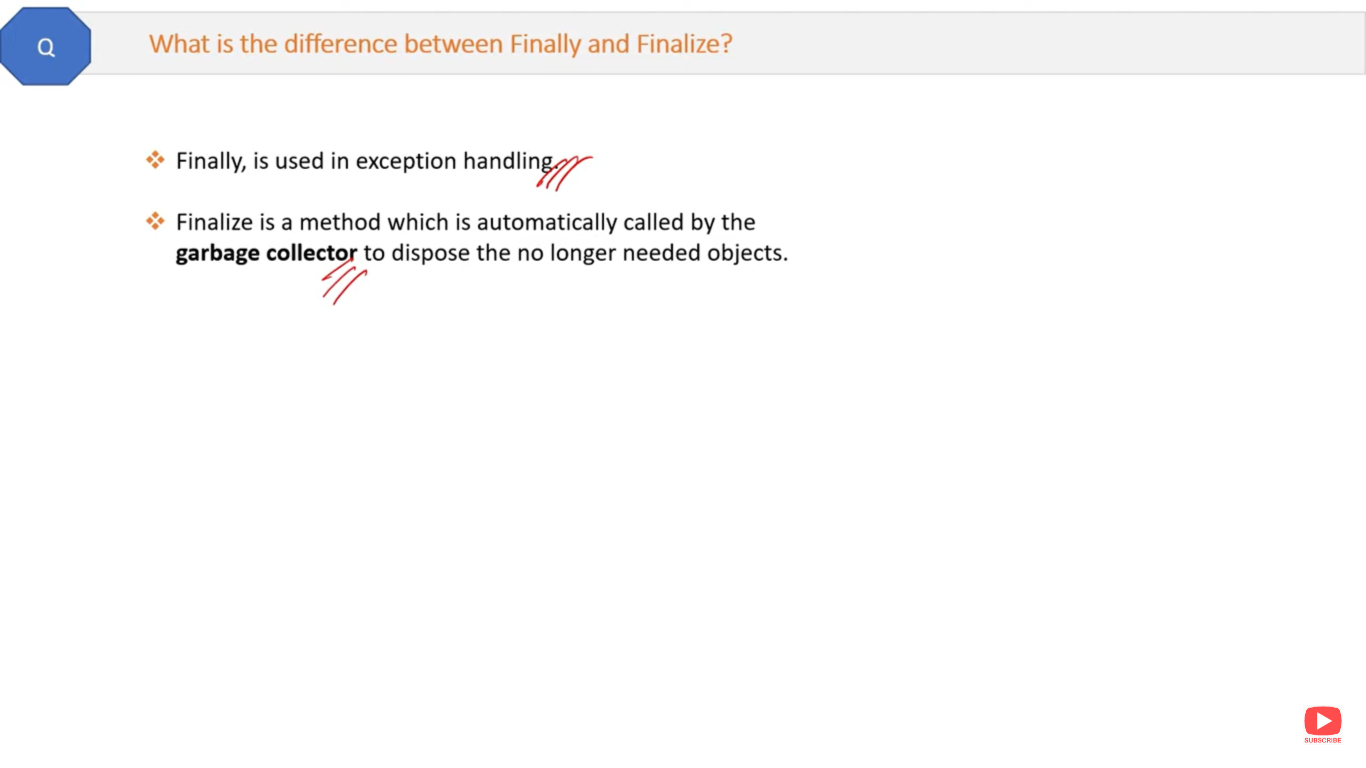 Q
What is the difference between Finally and Finalize?
Finally, is used in exception handling.
Finalize is a method which is automatically called by the
garbage collector to dispose the no longer needed objects.
SUBSCRIBE